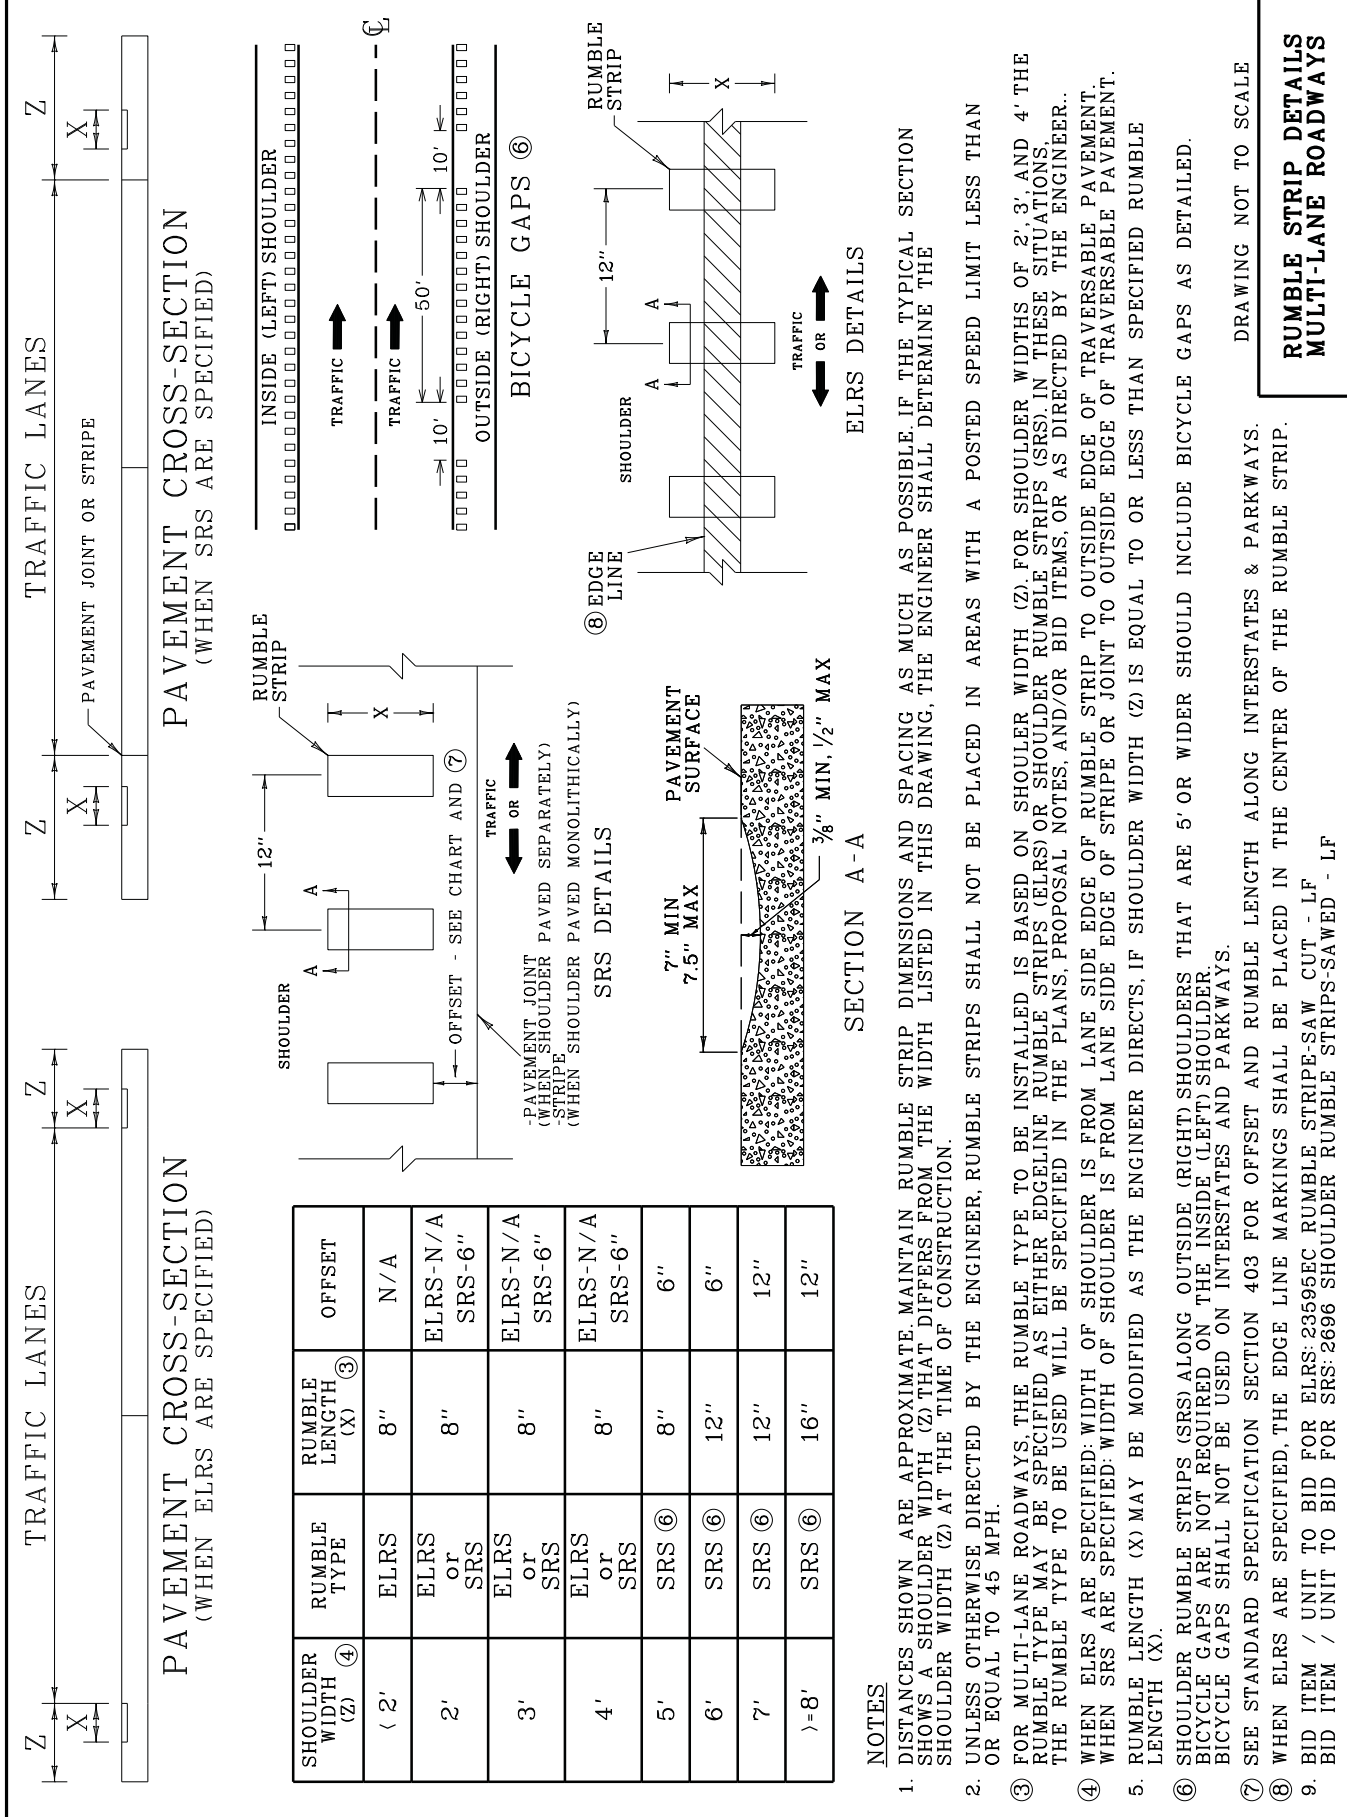 Z
TRAFFIC LANES
Z
X
X
PAVEMENT CROSS-SECTION
(WHEN ELRS ARE SPECIFIED)
Z
TRAFFIC LANES
Z
X
X
PAVEMENT JOINT OR STRIPE
PAVEMENT CROSS-SECTION
(WHEN SRS ARE SPECIFIED)
SHOULDER WIDTH (Z) ④ | RUMBLE TYPE | RUMBLE LENGTH (X) ③ | OFFSET
< 2' | ELRS | 8" | N/A
2' | ELRS or SRS | 8" | ELRS-N/A SRS-6"
3' | ELRS or SRS | 8" | ELRS-N/A SRS-6"
4' | ELRS or SRS | 8" | ELRS-N/A SRS-6"
5' | SRS ⑥ | 8" | 6"
6' | SRS ⑥ | 12" | 6"
7' | SRS ⑥ | 12" | 12"
>=8' | SRS ⑥ | 16" | 12"
SHOULDER
A
A
12"
RUMBLE
STRIP
X
OFFSET - SEE CHART AND ⑦
TRAFFIC
OR
-PAVEMENT JOINT
(WHEN SHOULDER PAVED SEPARATELY)
-STRIPE
(WHEN SHOULDER PAVED MONOLITHICALLY)
SRS DETAILS
INSIDE (LEFT) SHOULDER
TRAFFIC
℄
TRAFFIC
10'
50'
10'
OUTSIDE (RIGHT) SHOULDER
BICYCLE GAPS ⑥
7" MIN
7.5" MAX
PAVEMENT
SURFACE
3/8" MIN, 1/2" MAX
SECTION A-A
⑧ EDGE
LINE
SHOULDER
A
A
12"
RUMBLE
STRIP
X
TRAFFIC
OR
ELRS DETAILS
NOTES
1. DISTANCES SHOWN ARE APPROXIMATE. MAINTAIN RUMBLE STRIP DIMENSIONS AND SPACING AS MUCH AS POSSIBLE. IF THE TYPICAL SECTION
SHOWS A SHOULDER WIDTH (Z) THAT DIFFERS FROM THE WIDTH LISTED IN THIS DRAWING, THE ENGINEER SHALL DETERMINE THE
SHOULDER WIDTH (Z) AT THE TIME OF CONSTRUCTION.
2. UNLESS OTHERWISE DIRECTED BY THE ENGINEER, RUMBLE STRIPS SHALL NOT BE PLACED IN AREAS WITH A POSTED SPEED LIMIT LESS THAN
OR EQUAL TO 45 MPH.
③ FOR MULTI-LANE ROADWAYS, THE RUMBLE TYPE TO BE INSTALLED IS BASED ON SHOULER WIDTH (Z). FOR SHOULDER WIDTHS OF 2', 3', AND 4' THE
RUMBLE TYPE MAY BE SPECIFIED AS EITHER EDGELINE RUMBLE STRIPS (ELRS) OR SHOULDER RUMBLE STRIPS (SRS). IN THESE SITUATIONS,
THE RUMBLE TYPE TO BE USED WILL BE SPECIFIED IN THE PLANS, PROPOSAL NOTES, AND/OR BID ITEMS, OR AS DIRECTED BY THE ENGINEER..
④ WHEN ELRS ARE SPECIFIED: WIDTH OF SHOULDER IS FROM LANE SIDE EDGE OF RUMBLE STRIP TO OUTSIDE EDGE OF TRAVERSABLE PAVEMENT.
WHEN SRS ARE SPECIFIED: WIDTH OF SHOULDER IS FROM LANE SIDE EDGE OF STRIPE OR JOINT TO OUTSIDE EDGE OF TRAVERSABLE PAVEMENT.
5. RUMBLE LENGTH (X) MAY BE MODIFIED AS THE ENGINEER DIRECTS, IF SHOULDER WIDTH (Z) IS EQUAL TO OR LESS THAN SPECIFIED RUMBLE
LENGTH (X).
⑥ SHOULDER RUMBLE STRIPS (SRS) ALONG OUTSIDE (RIGHT) SHOULDERS THAT ARE 5' OR WIDER SHOULD INCLUDE BICYCLE GAPS AS DETAILED.
BICYCLE GAPS ARE NOT REQUIRED ON THE INSIDE (LEFT) SHOULDER.
BICYCLE GAPS SHALL NOT BE USED ON INTERSTATES AND PARKWAYS.
⑦ SEE STANDARD SPECIFICATION SECTION 403 FOR OFFSET AND RUMBLE LENGTH ALONG INTERSTATES & PARKWAYS.
⑧ WHEN ELRS ARE SPECIFIED, THE EDGE LINE MARKINGS SHALL BE PLACED IN THE CENTER OF THE RUMBLE STRIP.
9. BID ITEM / UNIT TO BID FOR ELRS: 23595EC RUMBLE STRIPE-SAW CUT - LF
BID ITEM / UNIT TO BID FOR SRS: 2696 SHOULDER RUMBLE STRIPS-SAWED - LF
DRAWING NOT TO SCALE
RUMBLE STRIP DETAILS
MULTI-LANE ROADWAYS